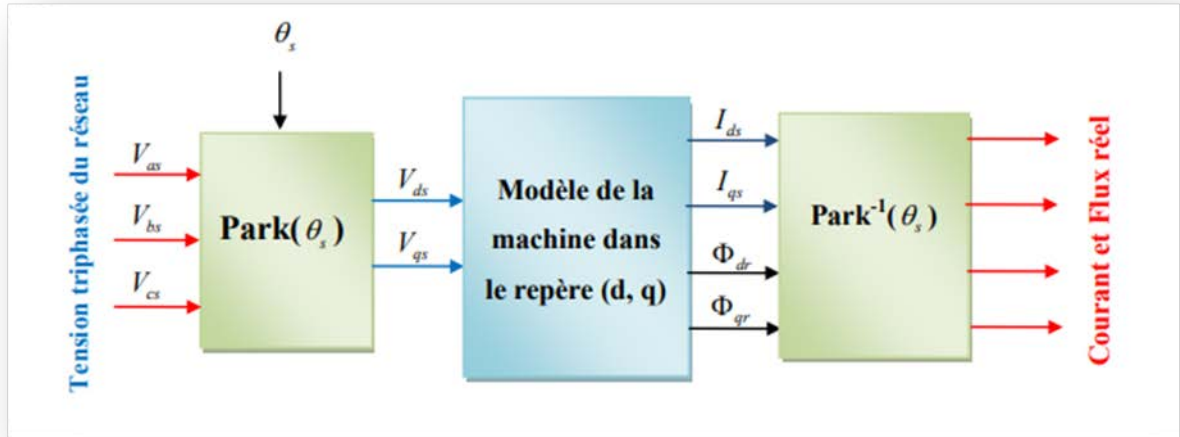 θs
Tension triphasée du réseau
Vas
Vbs
Vcs
Park(θs)
Vds
Vqs
Modèle de la
machine dans
le repère (d, q)
Ids
Iqs
Φdr
Φqr
Park⁻¹(θs)
Courant et Flux réel